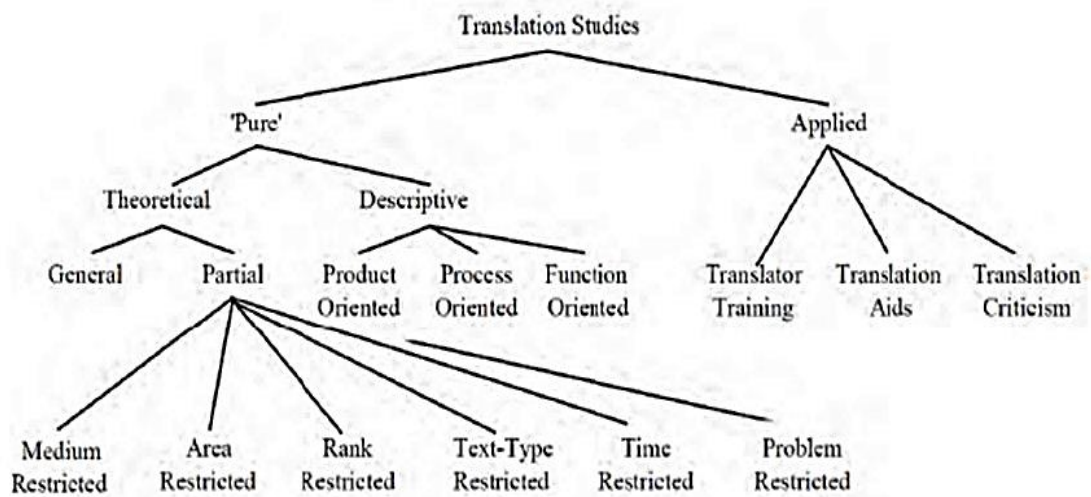 Translation Studies
'Pure'
Applied
Theoretical
Descriptive
General
Partial
Product
Oriented
Process
Oriented
Function
Oriented
Translator
Training
Translation
Aids
Translation
Criticism
Medium
Restricted
Area
Restricted
Rank
Restricted
Text-Type
Restricted
Time
Restricted
Problem
Restricted